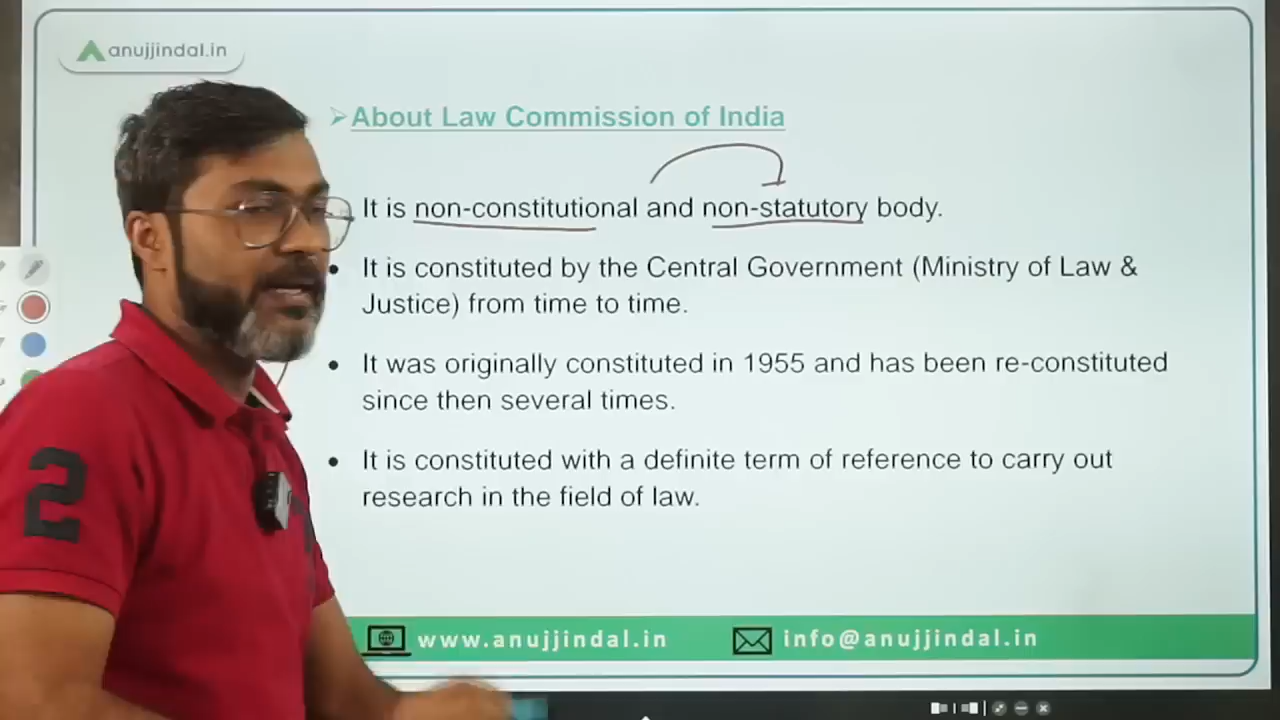 anujjindal.in
About Law Commission of India
It is non-constitutional and non-statutory body.
It is constituted by the Central Government (Ministry of Law &
Justice) from time to time.
It was originally constituted in 1955 and has been re-constituted
since then several times.
It is constituted with a definite term of reference to carry out
research in the field of law.
2
www.anujjindal.in
info@anujjindal.in